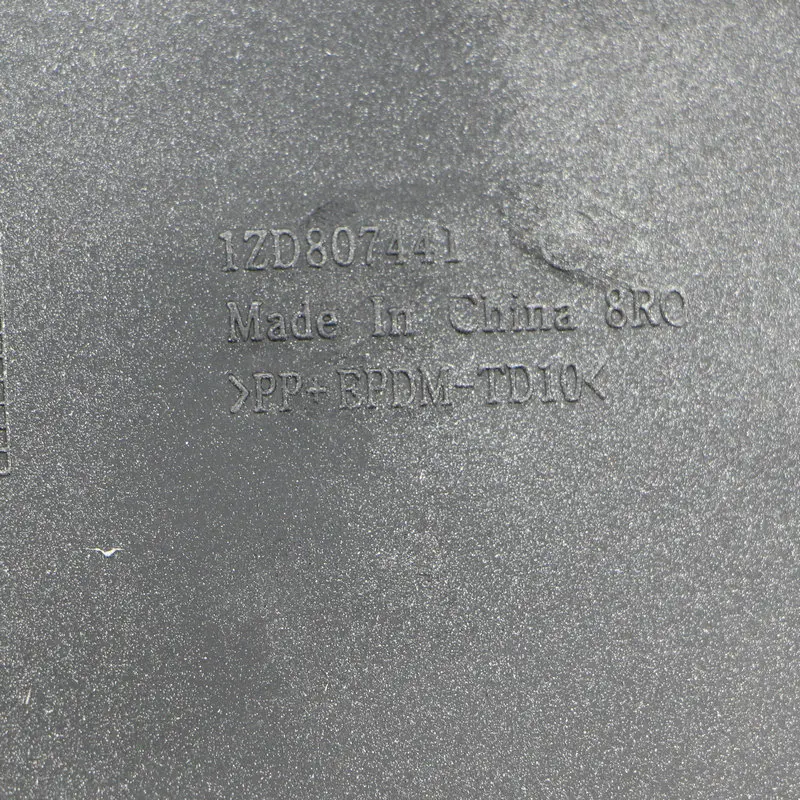 1ZD807441
Made In China 8RO
>PP+EPDM-TD10<